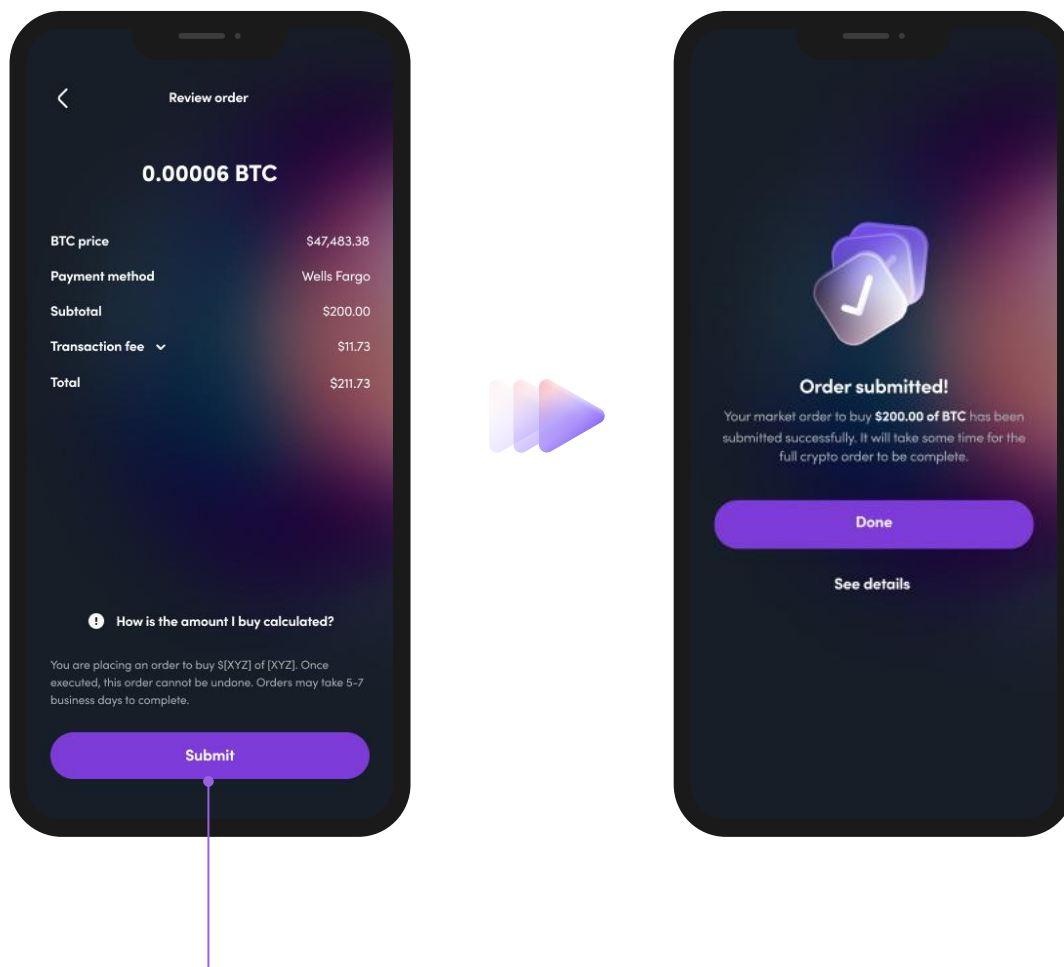 Review order
0.00006 BTC
BTC price $47,483.38
Payment method Wells Fargo
Subtotal $200.00
Transaction fee $11.73
Total $211.73
How is the amount I buy calculated?
You are placing an order to buy $[XYZ] of [XYZ]. Once
executed, this order cannot be undone. Orders may take 5-7
business days to complete.
Submit
Order submitted!
Your market order to buy $200.00 of BTC has been
submitted successfully. It will take some time for the
full crypto order to be complete.
Done
See details